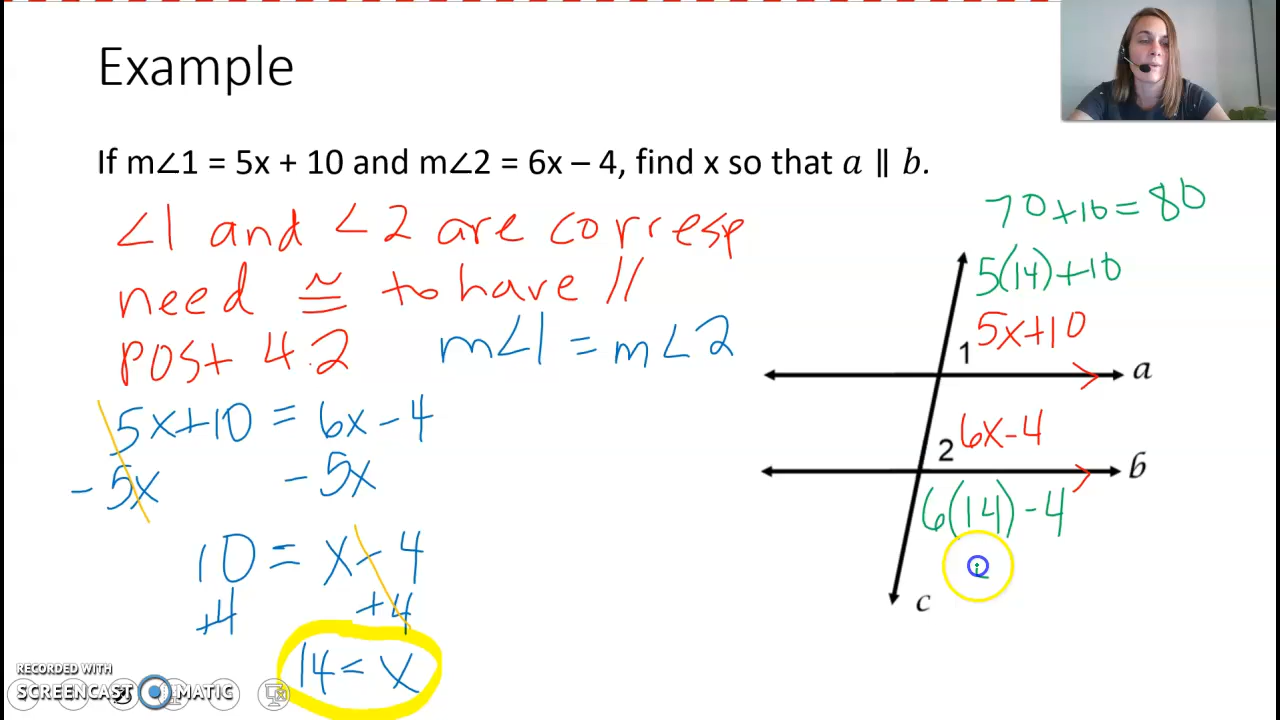 Example
If m∠1 = 5x + 10 and m∠2 = 6x – 4, find x so that a ∥ b.
∠1 and ∠2 are corresp
need ≅ to have //
post 4.2
m∠1 = m∠2
5x+10 = 6x-4
-5x -5x
10 = x-4
+4 +4
14 = x
70+10=80
5(14)+10
5x+10
1
a
6x-4
2
b
6(14)-4
c
RECORDED WITH
SCREENCAST MATIC